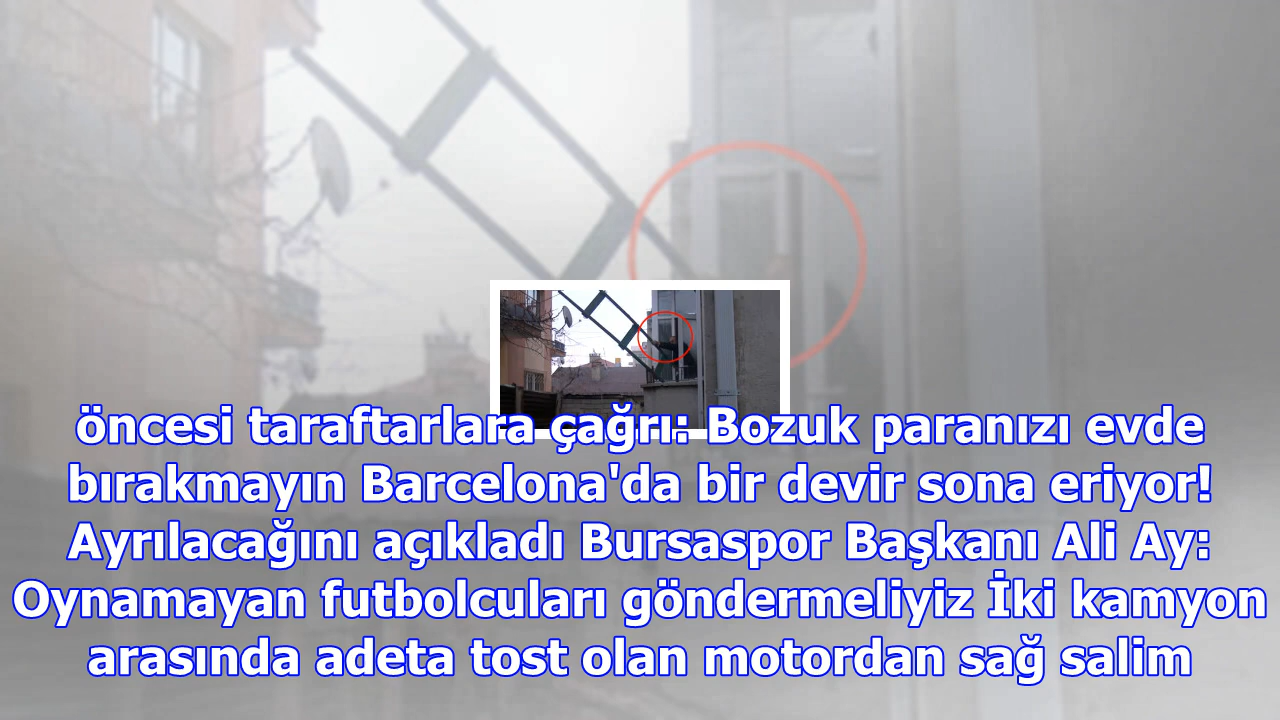 öncesi taraftarlara çağrı: Bozuk paranızı evde
bırakmayın Barcelona'da bir devir sona eriyor!
Ayrılacağını açıkladı Bursaspor Başkanı Ali Ay:
Oynamayan futbolcuları göndermeliyiz İki kamyon
arasında adeta tost olan motordan sağ salim